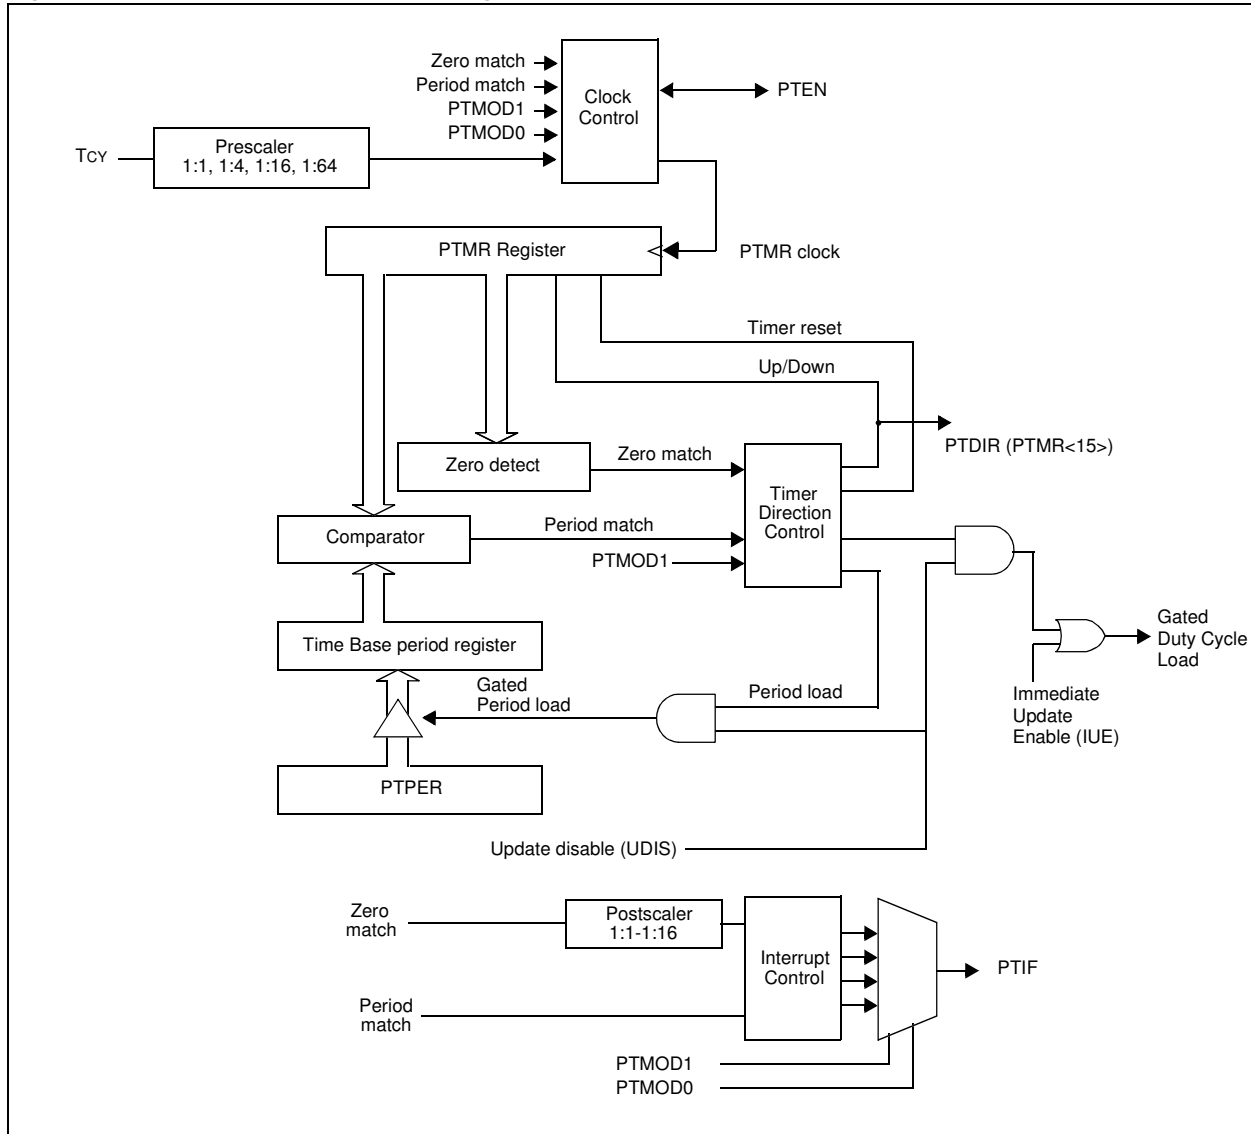 Zero match
Period match
PTMOD1
PTMOD0
Clock
Control
PTEN
TCY
Prescaler
1:1, 1:4, 1:16, 1:64
PTMR Register
PTMR clock
Timer reset
Up/Down
PTDIR (PTMR<15>)
Zero detect
Zero match
Timer
Direction
Control
Comparator
Period match
PTMOD1
Time Base period register
Gated
Period load
Period load
Gated
Duty Cycle
Load
Immediate
Update
Enable (IUE)
PTPER
Update disable (UDIS)
Zero
match
Postscaler
1:1-1:16
Interrupt
Control
PTIF
Period
match
PTMOD1
PTMOD0